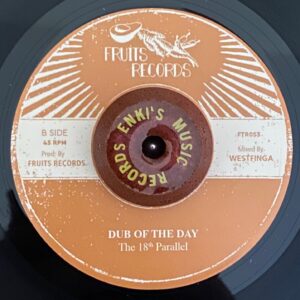 FRUITS
RECORDS
B SIDE
45 RPM
Prod: By
FRUITS RECORDS.
ENKI'S MUSIC RECORDS
FTR053
Mixed By:
WESTFINGA
DUB OF THE DAY
The 18th Parallel